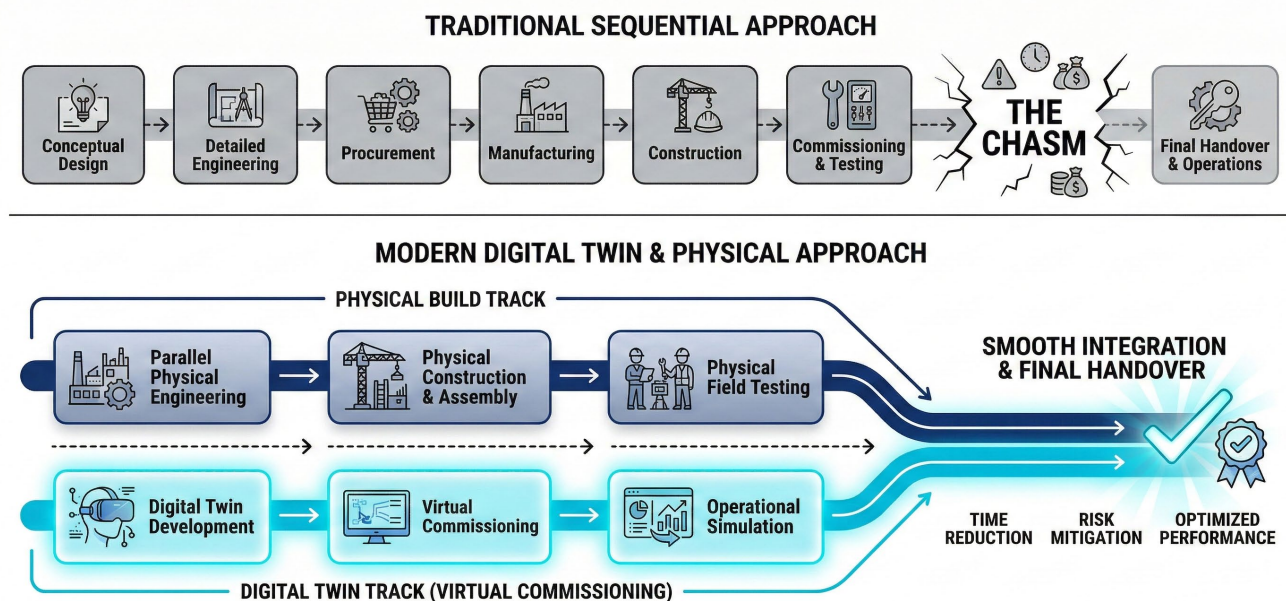 TRADITIONAL SEQUENTIAL APPROACH
Conceptual
Design
Detailed
Engineering
Procurement
Manufacturing
Construction
Commissioning
& Testing
THE
CHASM
Final Handover
& Operations
MODERN DIGITAL TWIN & PHYSICAL APPROACH
PHYSICAL BUILD TRACK
Parallel
Physical
Engineering
Physical
Construction
& Assembly
Physical
Field Testing
SMOOTH INTEGRATION
& FINAL HANDOVER
Digital Twin
Development
Virtual
Commissioning
Operational
Simulation
TIME
REDUCTION
RISK
MITIGATION
OPTIMIZED
PERFORMANCE
DIGITAL TWIN TRACK (VIRTUAL COMMISSIONING)